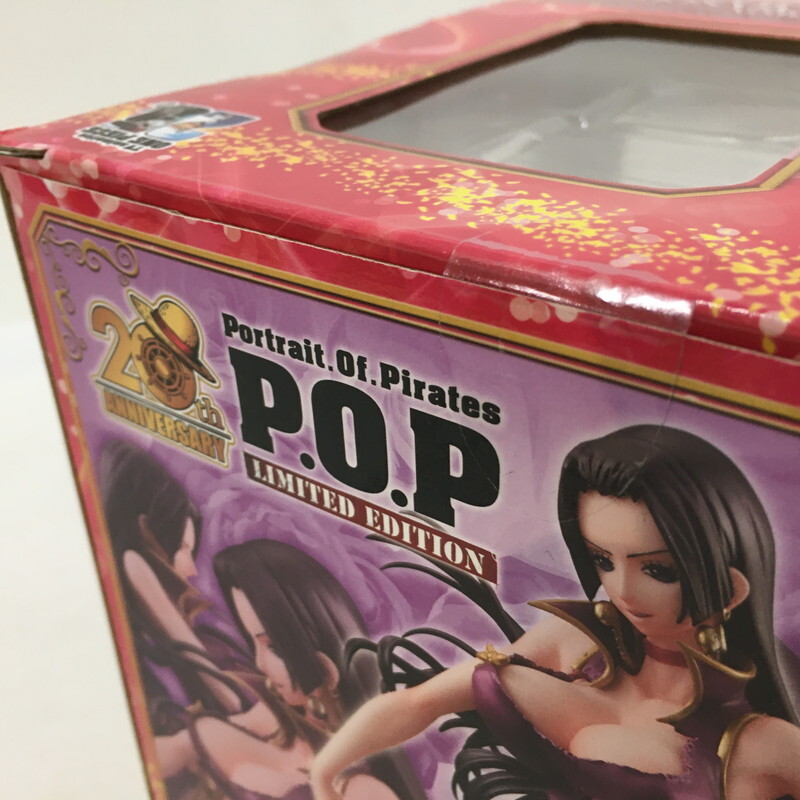 20th
ANNIVERSARY
Portrait.Of.Pirates
P.O.P
LIMITED EDITION